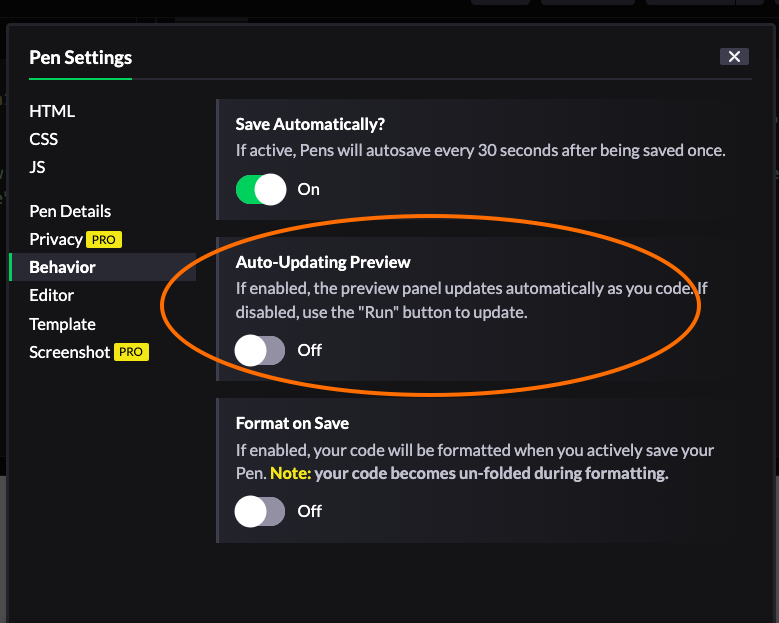 Pen Settings
HTML
CSS
JS
Pen Details
Privacy PRO
Behavior
Editor
Template
Screenshot PRO
Save Automatically?
If active, Pens will autosave every 30 seconds after being saved once.
On
Auto-Updating Preview
If enabled, the preview panel updates automatically as you code. If
disabled, use the "Run" button to update.
Off
Format on Save
If enabled, your code will be formatted when you actively save your
Pen. Note: your code becomes un-folded during formatting.
Off